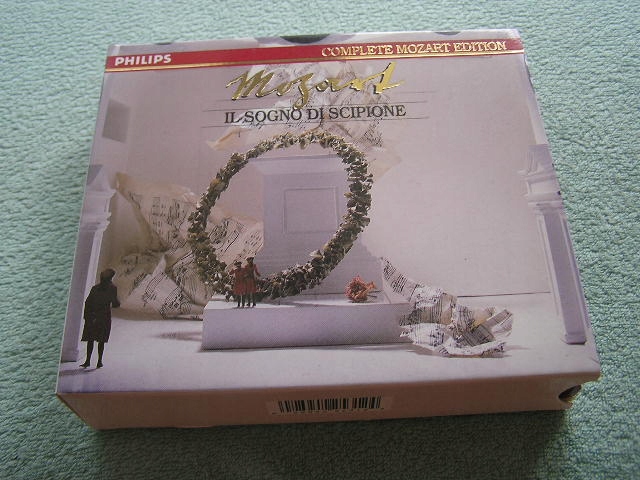 PHILIPS
COMPLETE MOZART EDITION
Mozart
IL SOGNO DI SCIPIONE